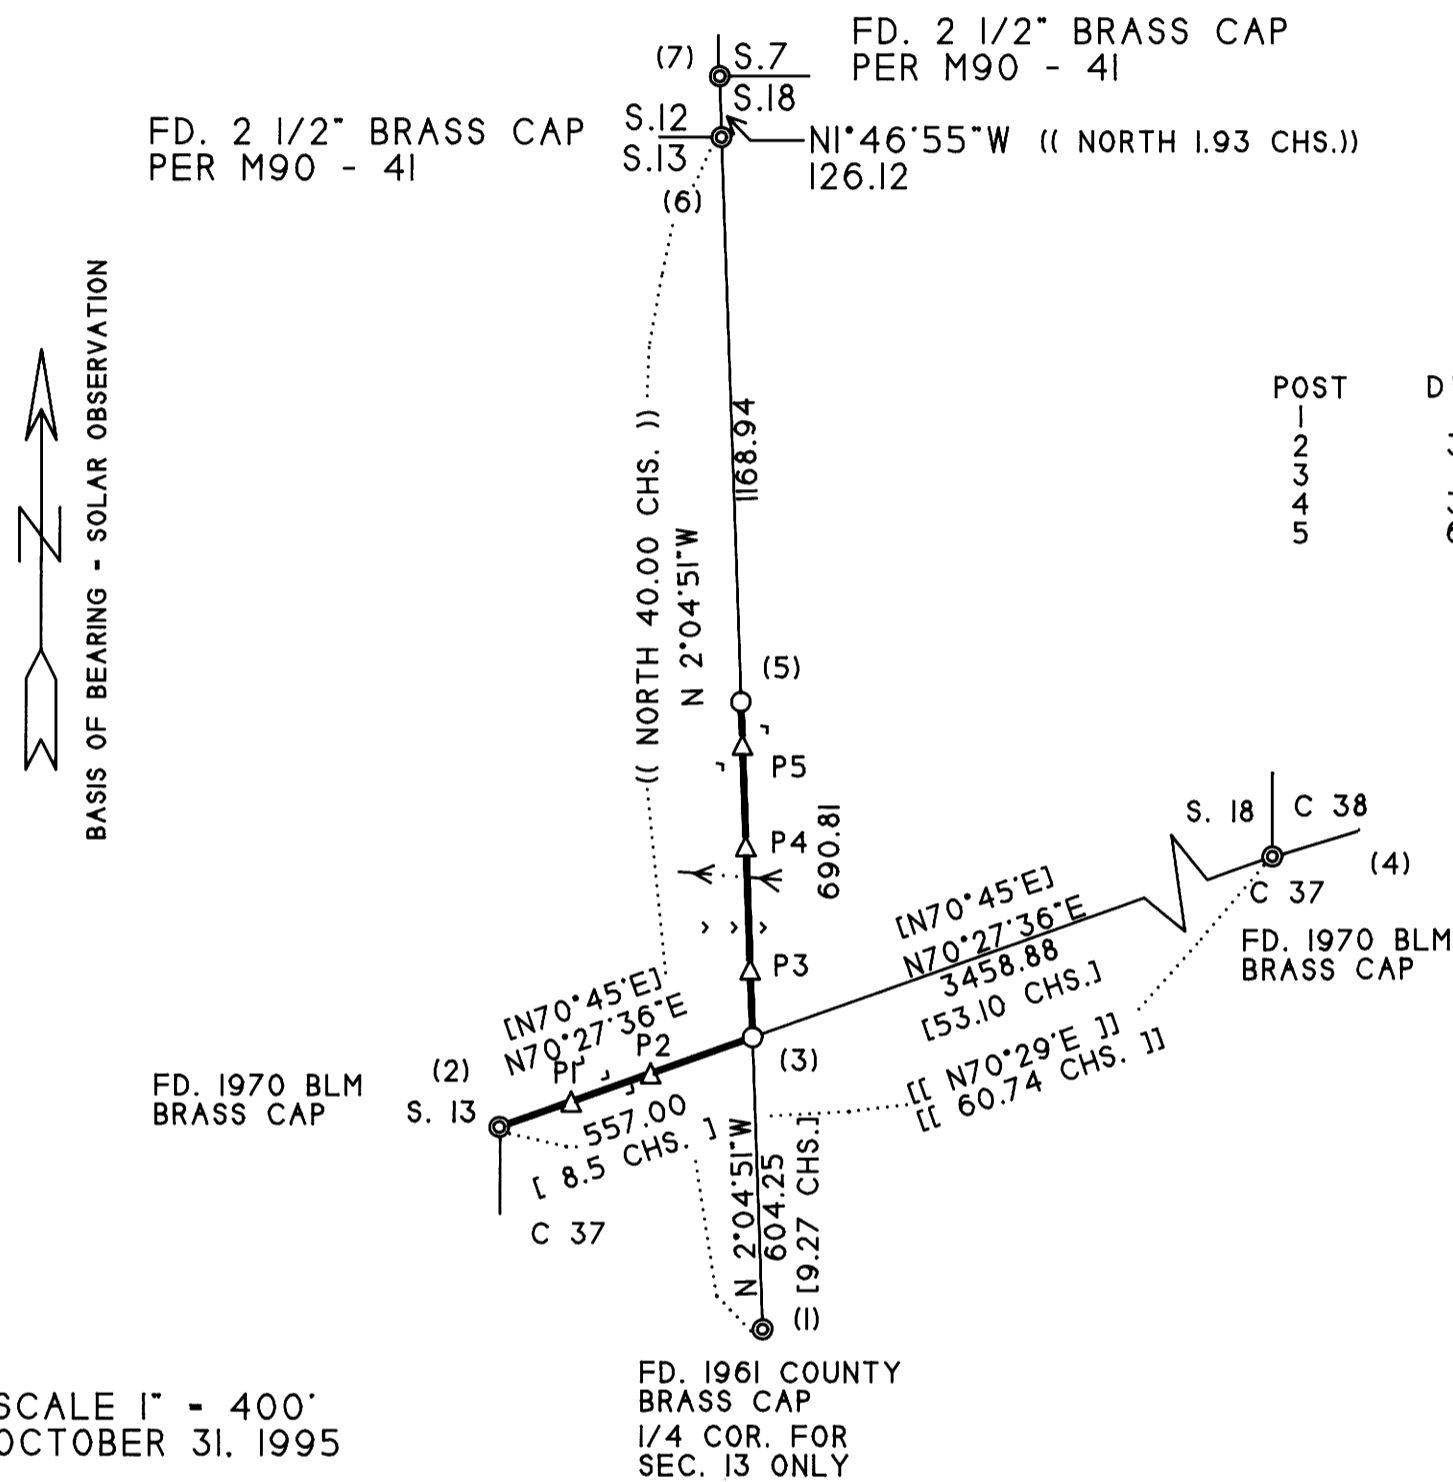 (7)
S.7
S.18
FD. 2 1/2" BRASS CAP
PER M90 - 41
FD. 2 1/2" BRASS CAP
PER M90 - 41
S.12
S.13
(6)
N1°46'55"W (( NORTH 1.93 CHS.))
126.12
BASIS OF BEARING - SOLAR OBSERVATION
N
(( NORTH 40.00 CHS. ))
N 2°04'51"W
1168.94
POST
1
2
3
4
5
(5)
P5
P4
690.81
P3
S. 18
C 38
(4)
C 37
FD. 1970 BLM
BRASS CAP
[N70°45'E]
N70°27'36"E
3458.88
[53.10 CHS.]
[[ N70°29'E ]]
[[ 60.74 CHS. ]]
[N70°45'E]
N70°27'36"E
P1
P2
(3)
FD. 1970 BLM
BRASS CAP
(2)
S. 13
557.00
[ 8.5 CHS. ]
C 37
N 2°04'51"W
604.25
[9.27 CHS.]
(1)
FD. 1961 COUNTY
BRASS CAP
1/4 COR. FOR
SEC. 13 ONLY
SCALE 1" - 400'
OCTOBER 31, 1995